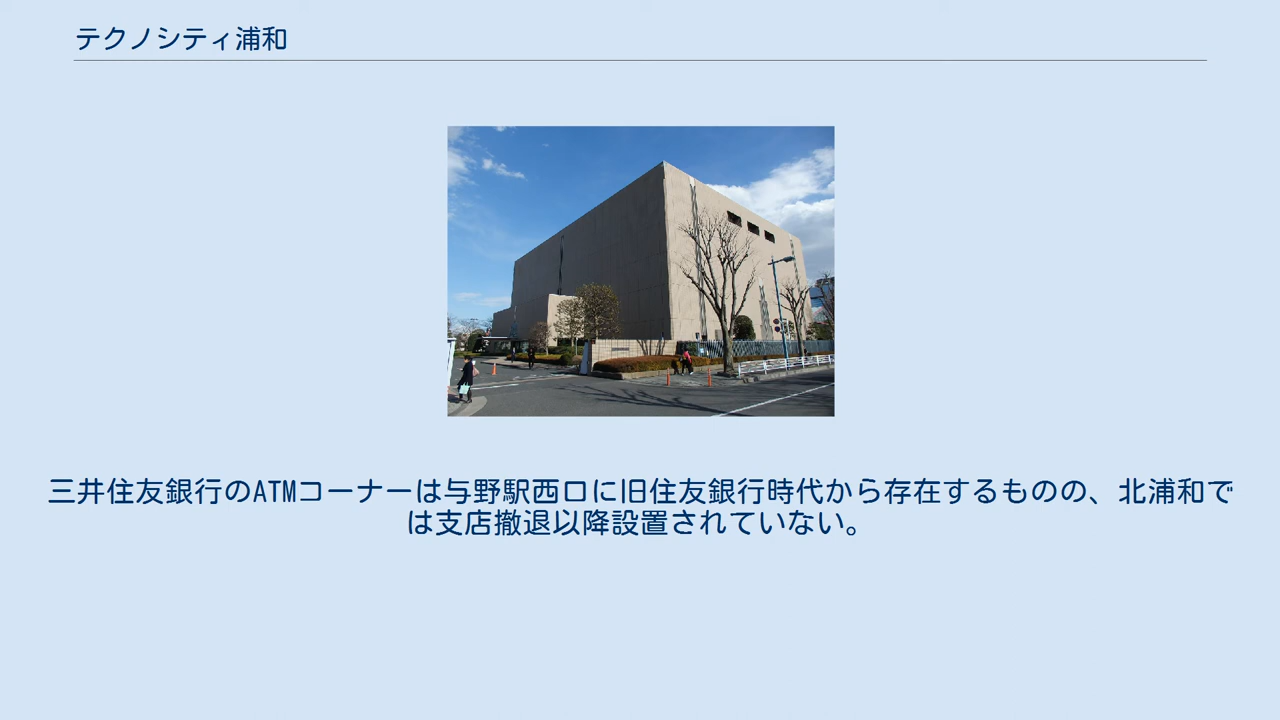 テクノシティ浦和
三井住友銀行のATMコーナーは与野駅西口に旧住友銀行時代から存在するものの、北浦和で
は支店撤退以降設置されていない。